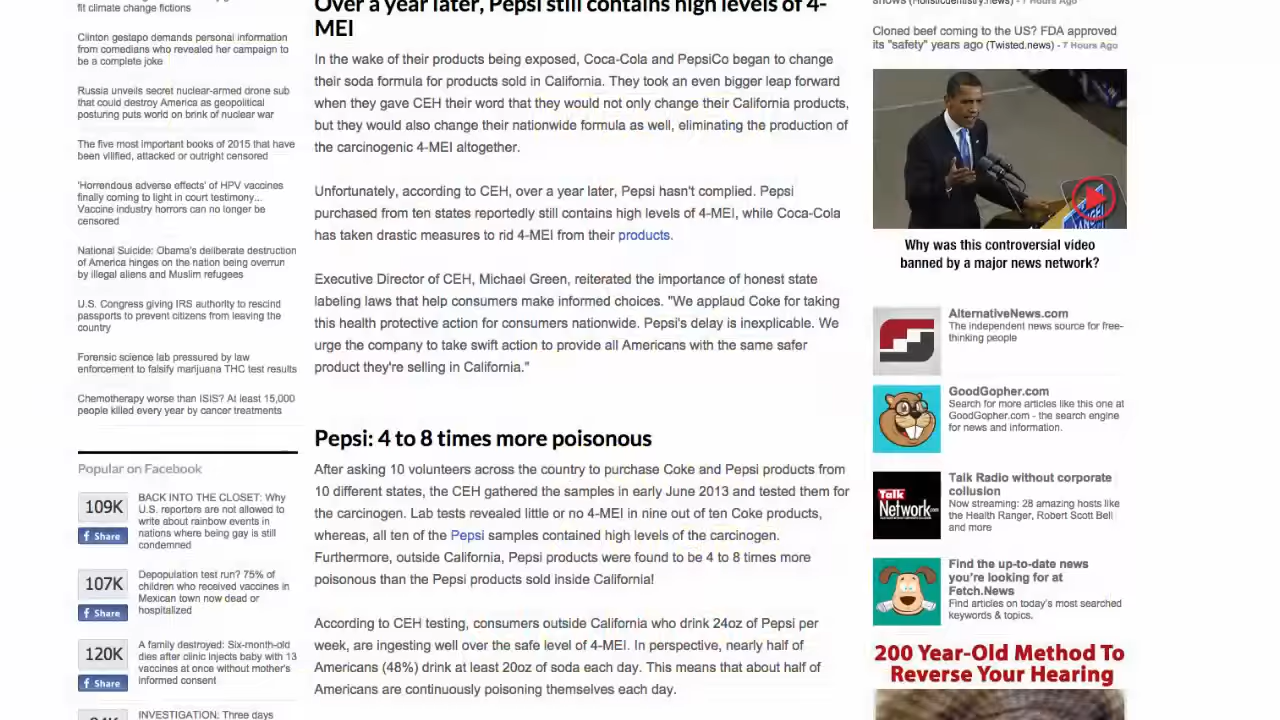 fit climate change fictions
Clinton gestapo demands personal information
from comedians who revealed her campaign to
be a complete joke
Russia unveils secret nuclear-armed drone sub
that could destroy America as geopolitical
posturing puts world on brink of nuclear war
The five most important books of 2015 that have
been vilified, attacked or outright censored
'Horrendous adverse effects' of HPV vaccines
finally coming to light in court testimony...
Vaccine industry horrors can no longer be
censored
National Suicide: Obama's deliberate destruction
of America hinges on the nation being overrun
by illegal aliens and Muslim refugees
U.S. Congress giving IRS authority to rescind
passports to prevent citizens from leaving the
country
Forensic science lab pressured by law
enforcement to falsify marijuana THC test results
Chemotherapy worse than ISIS? At least 15,000
people killed every year by cancer treatments
Popular on Facebook
109K
Share
BACK INTO THE CLOSET: Why
U.S. reporters are not allowed to
write about rainbow events in
nations where being gay is still
condemned
107K
Share
Depopulation test run? 75% of
children who received vaccines in
Mexican town now dead or
hospitalized
120K
Share
A family destroyed: Six-month-old
dies after clinic injects baby with 13
vaccines at once without mother's
informed consent
INVESTIGATION: Three days
Over a year later, Pepsi still contains high levels of 4-
MEI
In the wake of their products being exposed, Coca-Cola and PepsiCo began to change
their soda formula for products sold in California. They took an even bigger leap forward
when they gave CEH their word that they would not only change their California products,
but they would also change their nationwide formula as well, eliminating the production of
the carcinogenic 4-MEI altogether.
Unfortunately, according to CEH, over a year later, Pepsi hasn't complied. Pepsi
purchased from ten states reportedly still contains high levels of 4-MEI, while Coca-Cola
has taken drastic measures to rid 4-MEI from their products.
Executive Director of CEH, Michael Green, reiterated the importance of honest state
labeling laws that help consumers make informed choices. "We applaud Coke for taking
this health protective action for consumers nationwide. Pepsi's delay is inexplicable. We
urge the company to take swift action to provide all Americans with the same safer
product they're selling in California."
Pepsi: 4 to 8 times more poisonous
After asking 10 volunteers across the country to purchase Coke and Pepsi products from
10 different states, the CEH gathered the samples in early June 2013 and tested them for
the carcinogen. Lab tests revealed little or no 4-MEI in nine out of ten Coke products,
whereas, all ten of the Pepsi samples contained high levels of the carcinogen.
Furthermore, outside California, Pepsi products were found to be 4 to 8 times more
poisonous than the Pepsi products sold inside California!
According to CEH testing, consumers outside California who drink 24oz of Pepsi per
week, are ingesting well over the safe level of 4-MEI. In perspective, nearly half of
Americans (48%) drink at least 20oz of soda each day. This means that about half of
Americans are continuously poisoning themselves each day.
Cloned beef coming to the US? FDA approved
its "safety" years ago (Twisted.news) - 7 Hours Ago
Why was this controversial video
banned by a major news network?
AlternativeNews.com
The independent news source for free-
thinking people
GoodGopher.com
Search for more articles like this one at
GoodGopher.com - the search engine
for news and information.
Talk
Network.com
Talk Radio without corporate
collusion
Now streaming: 28 amazing hosts like
the Health Ranger, Robert Scott Bell
and more
Find the up-to-date news
you're looking for at
Fetch.News
Find articles on today's most searched
keywords & topics.
200 Year-Old Method To
Reverse Your Hearing